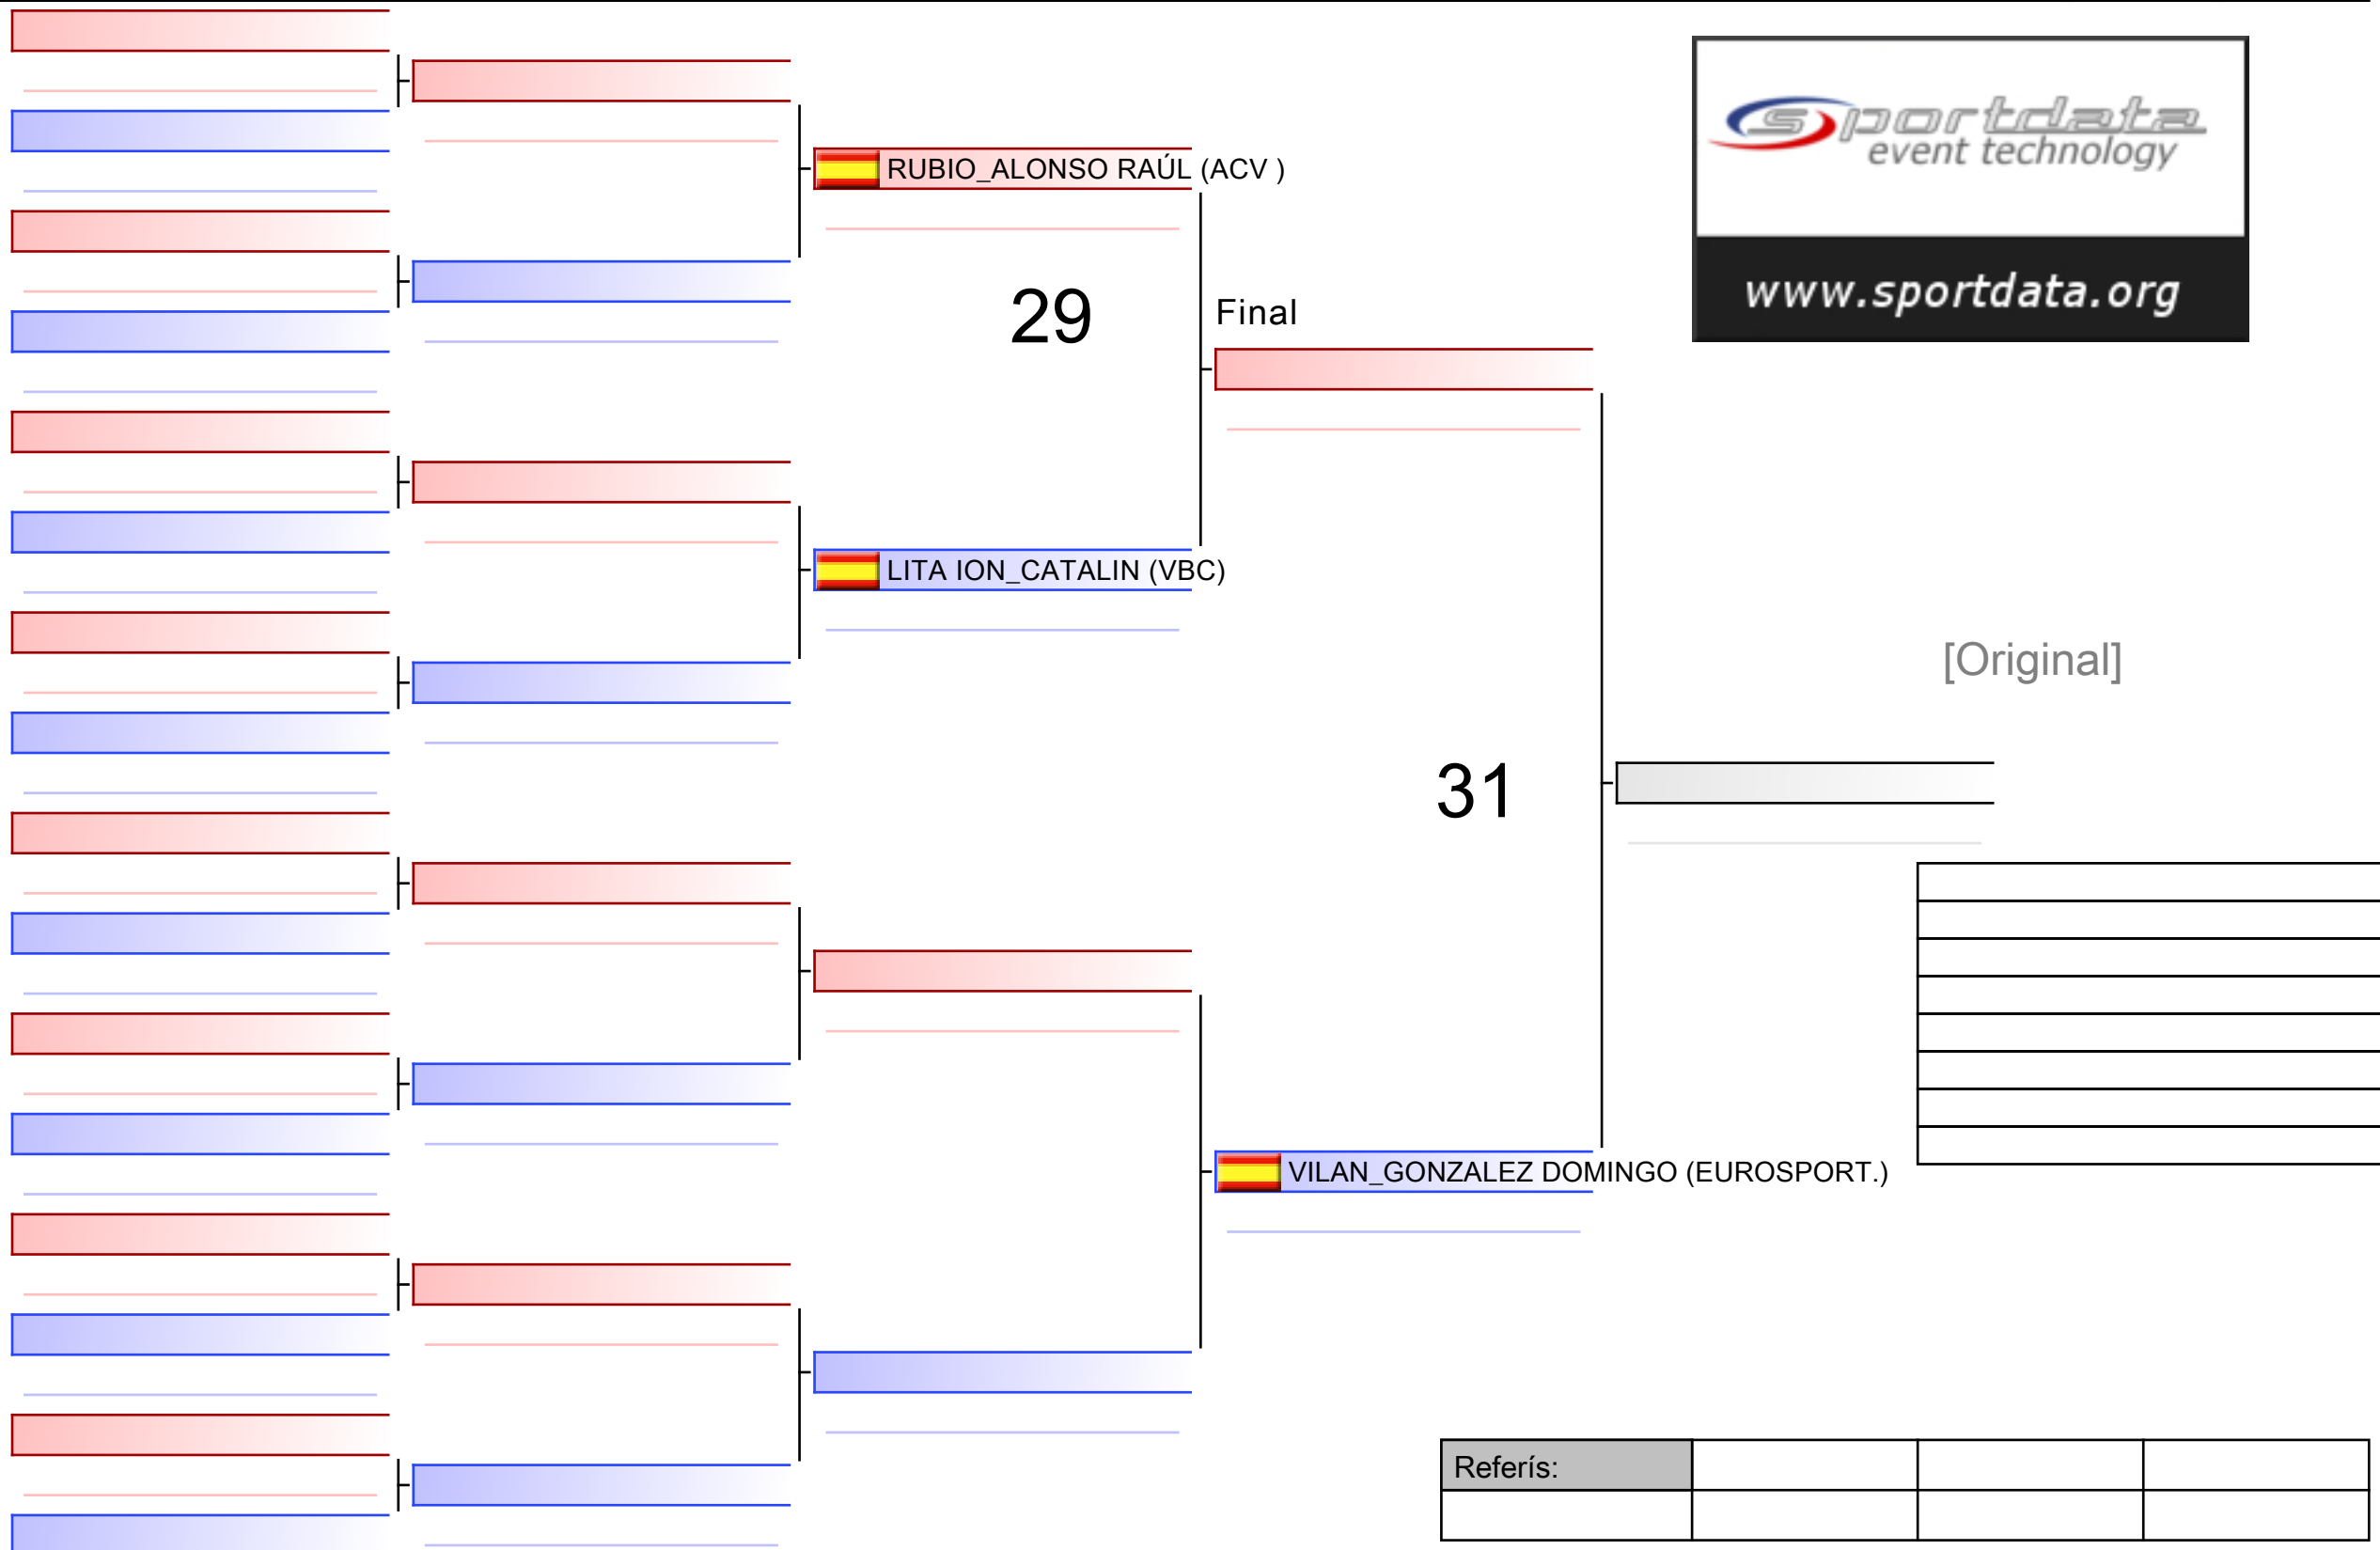 sportdata
event technology
www.sportdata.org
RUBIO_ALONSO RAÚL (ACV )
29
Final
LITA ION_CATALIN (VBC)
[Original]
31
VILAN_GONZALEZ DOMINGO (EUROSPORT.)
Referís: